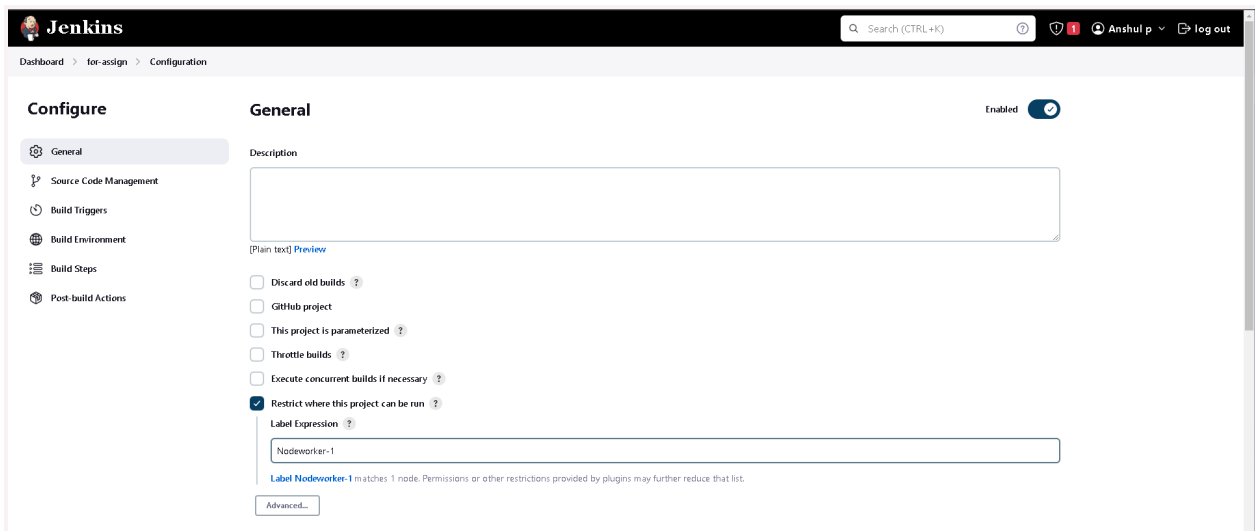 Jenkins
Search (CTRL+K)
?
1
Anshul p
log out
Dashboard > for-assign > Configuration
Configure
General
Source Code Management
Build Triggers
Build Environment
Build Steps
Post-build Actions
General
Enabled
Description
[Plain text] Preview
Discard old builds ?
GitHub project
This project is parameterized ?
Throttle builds ?
Execute concurrent builds if necessary ?
Restrict where this project can be run ?
Label Expression ?
Nodeworker-1
Label Nodeworker-1 matches 1 node. Permissions or other restrictions provided by plugins may further reduce that list.
Advanced...